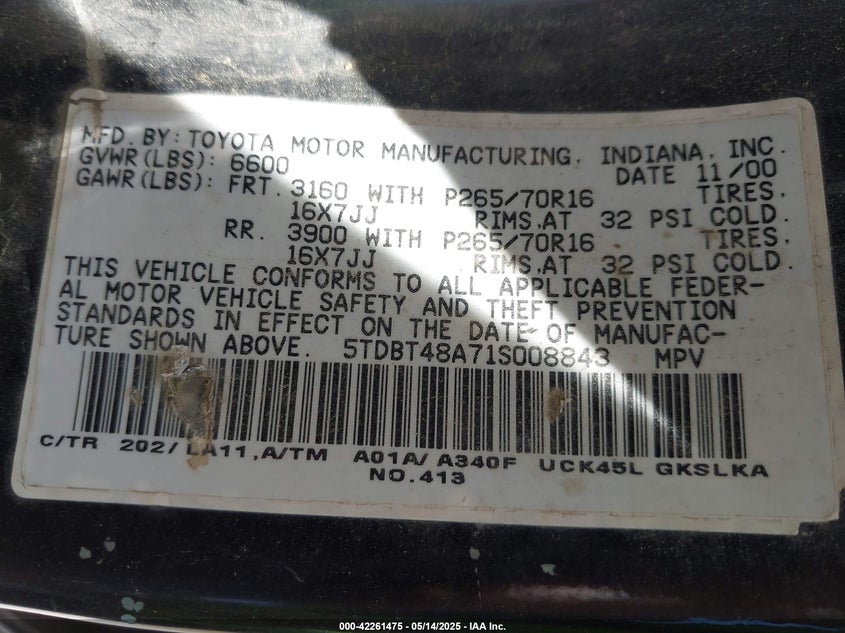 MFD. BY: TOYOTA MOTOR MANUFACTURING, INDIANA, INC.
GVWR(LBS): 6600 DATE 11/00
GAWR(LBS): FRT. 3160 WITH P265/70R16 TIRES,
16X7JJ RIMS,AT 32 PSI COLD.
RR. 3900 WITH P265/70R16 TIRES,
16X7JJ RIMS,AT 32 PSI COLD.
THIS VEHICLE CONFORMS TO ALL APPLICABLE FEDER-
AL MOTOR VEHICLE SAFETY AND THEFT PREVENTION
STANDARDS IN EFFECT ON THE DATE OF MANUFAC-
TURE SHOWN ABOVE. 5TDBT48A71S008843 MPV
C/TR 202/LA11,A/TM A01A/A340F UCK45L GKSLKA
NO.413
000-42261475 - 05/14/2025 - IAA Inc.